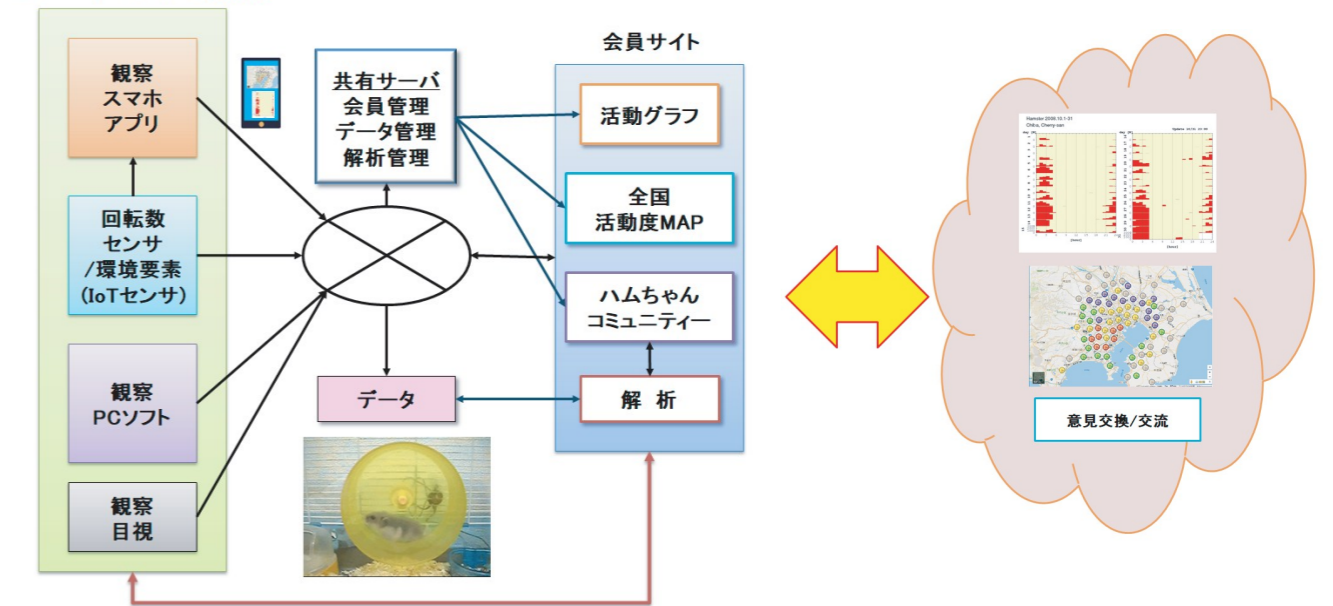 観察
スマホ
アプリ
回転数
センサ
/環境要素
(IoTセンサ)
観察
PCソフト
観察
目視
共有サーバ
会員管理
データ管理
解析管理
データ
会員サイト
活動グラフ
全国
活動度MAP
ハムちゃん
コミュニティー
解 析
意見交換/交流